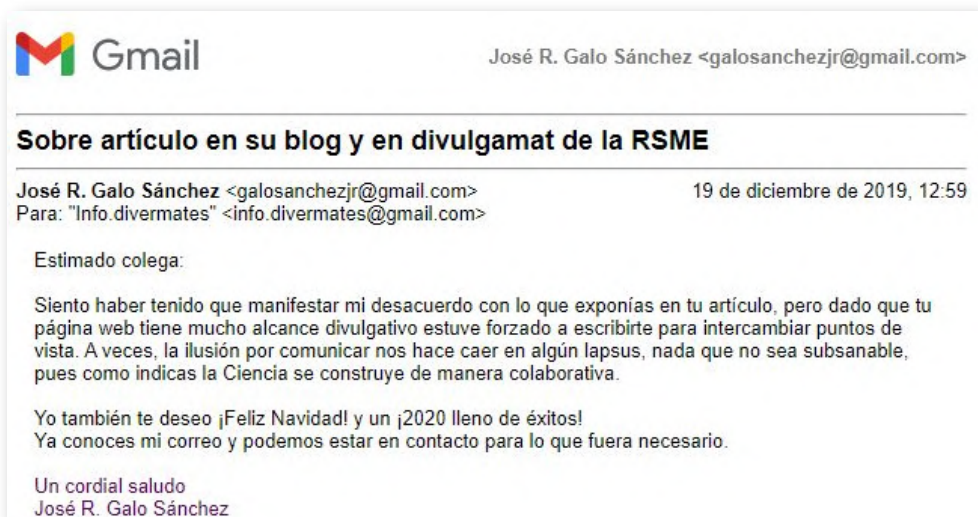 Gmail
José R. Galo Sánchez <galosanchezjr@gmail.com>
Sobre artículo en su blog y en divulgamat de la RSME
José R. Galo Sánchez <galosanchezjr@gmail.com>
19 de diciembre de 2019, 12:59
Para: "Info.divermates" <info.divermates@gmail.com>
Estimado colega:
Siento haber tenido que manifestar mi desacuerdo con lo que exponías en tu artículo, pero dado que tu
página web tiene mucho alcance divulgativo estuve forzado a escribirte para intercambiar puntos de
vista. A veces, la ilusión por comunicar nos hace caer en algún lapsus, nada que no sea subsanable,
pues como indicas la Ciencia se construye de manera colaborativa.
Yo también te deseo ¡Feliz Navidad! y un ¡2020 lleno de éxitos!
Ya conoces mi correo y podemos estar en contacto para lo que fuera necesario.
Un cordial saludo
José R. Galo Sánchez